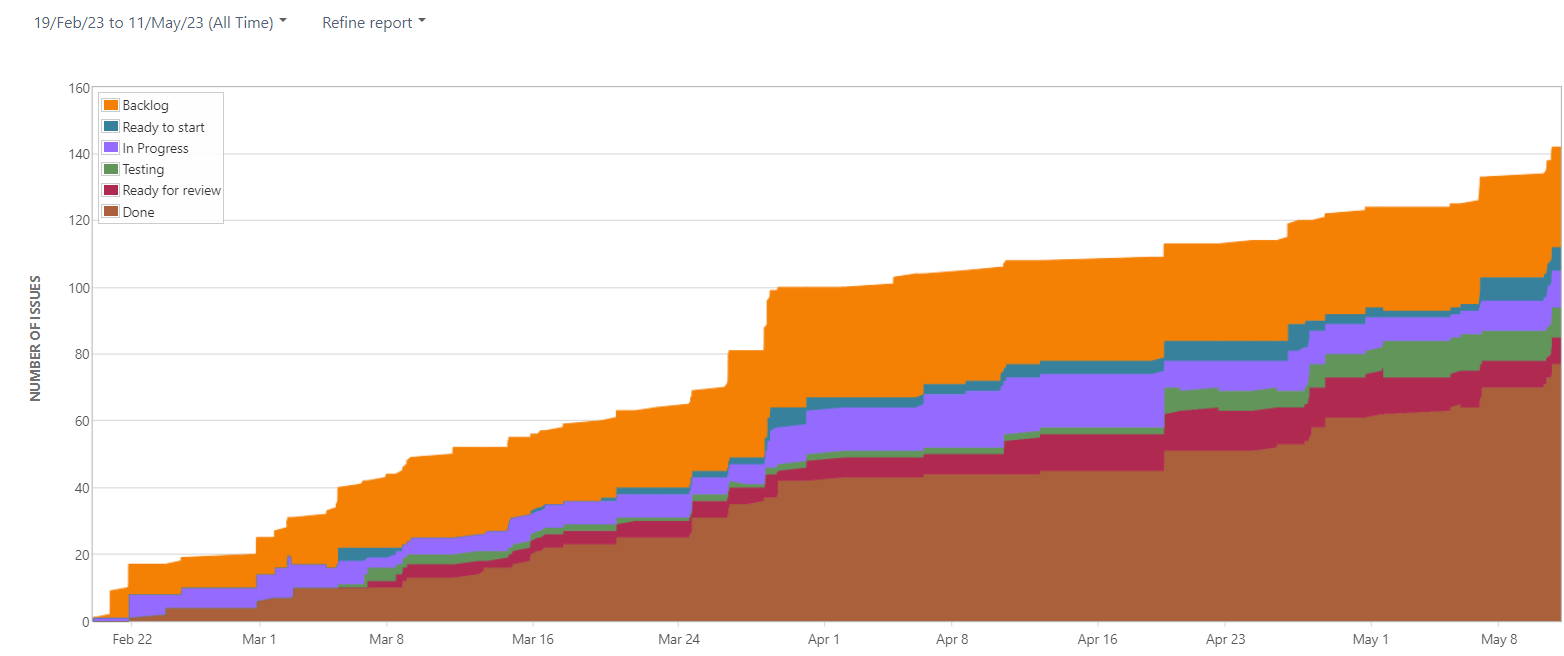 19/Feb/23 to 11/May/23 (All Time) Refine report
160
Backlog
Ready to start
In Progress
Testing
Ready for review
Done
140
120
100
80
60
40
20
0
NUMBER OF ISSUES
Feb 22 Mar 1 Mar 8 Mar 16 Mar 24 Apr 1 Apr 8 Apr 16 Apr 23 May 1 May 8